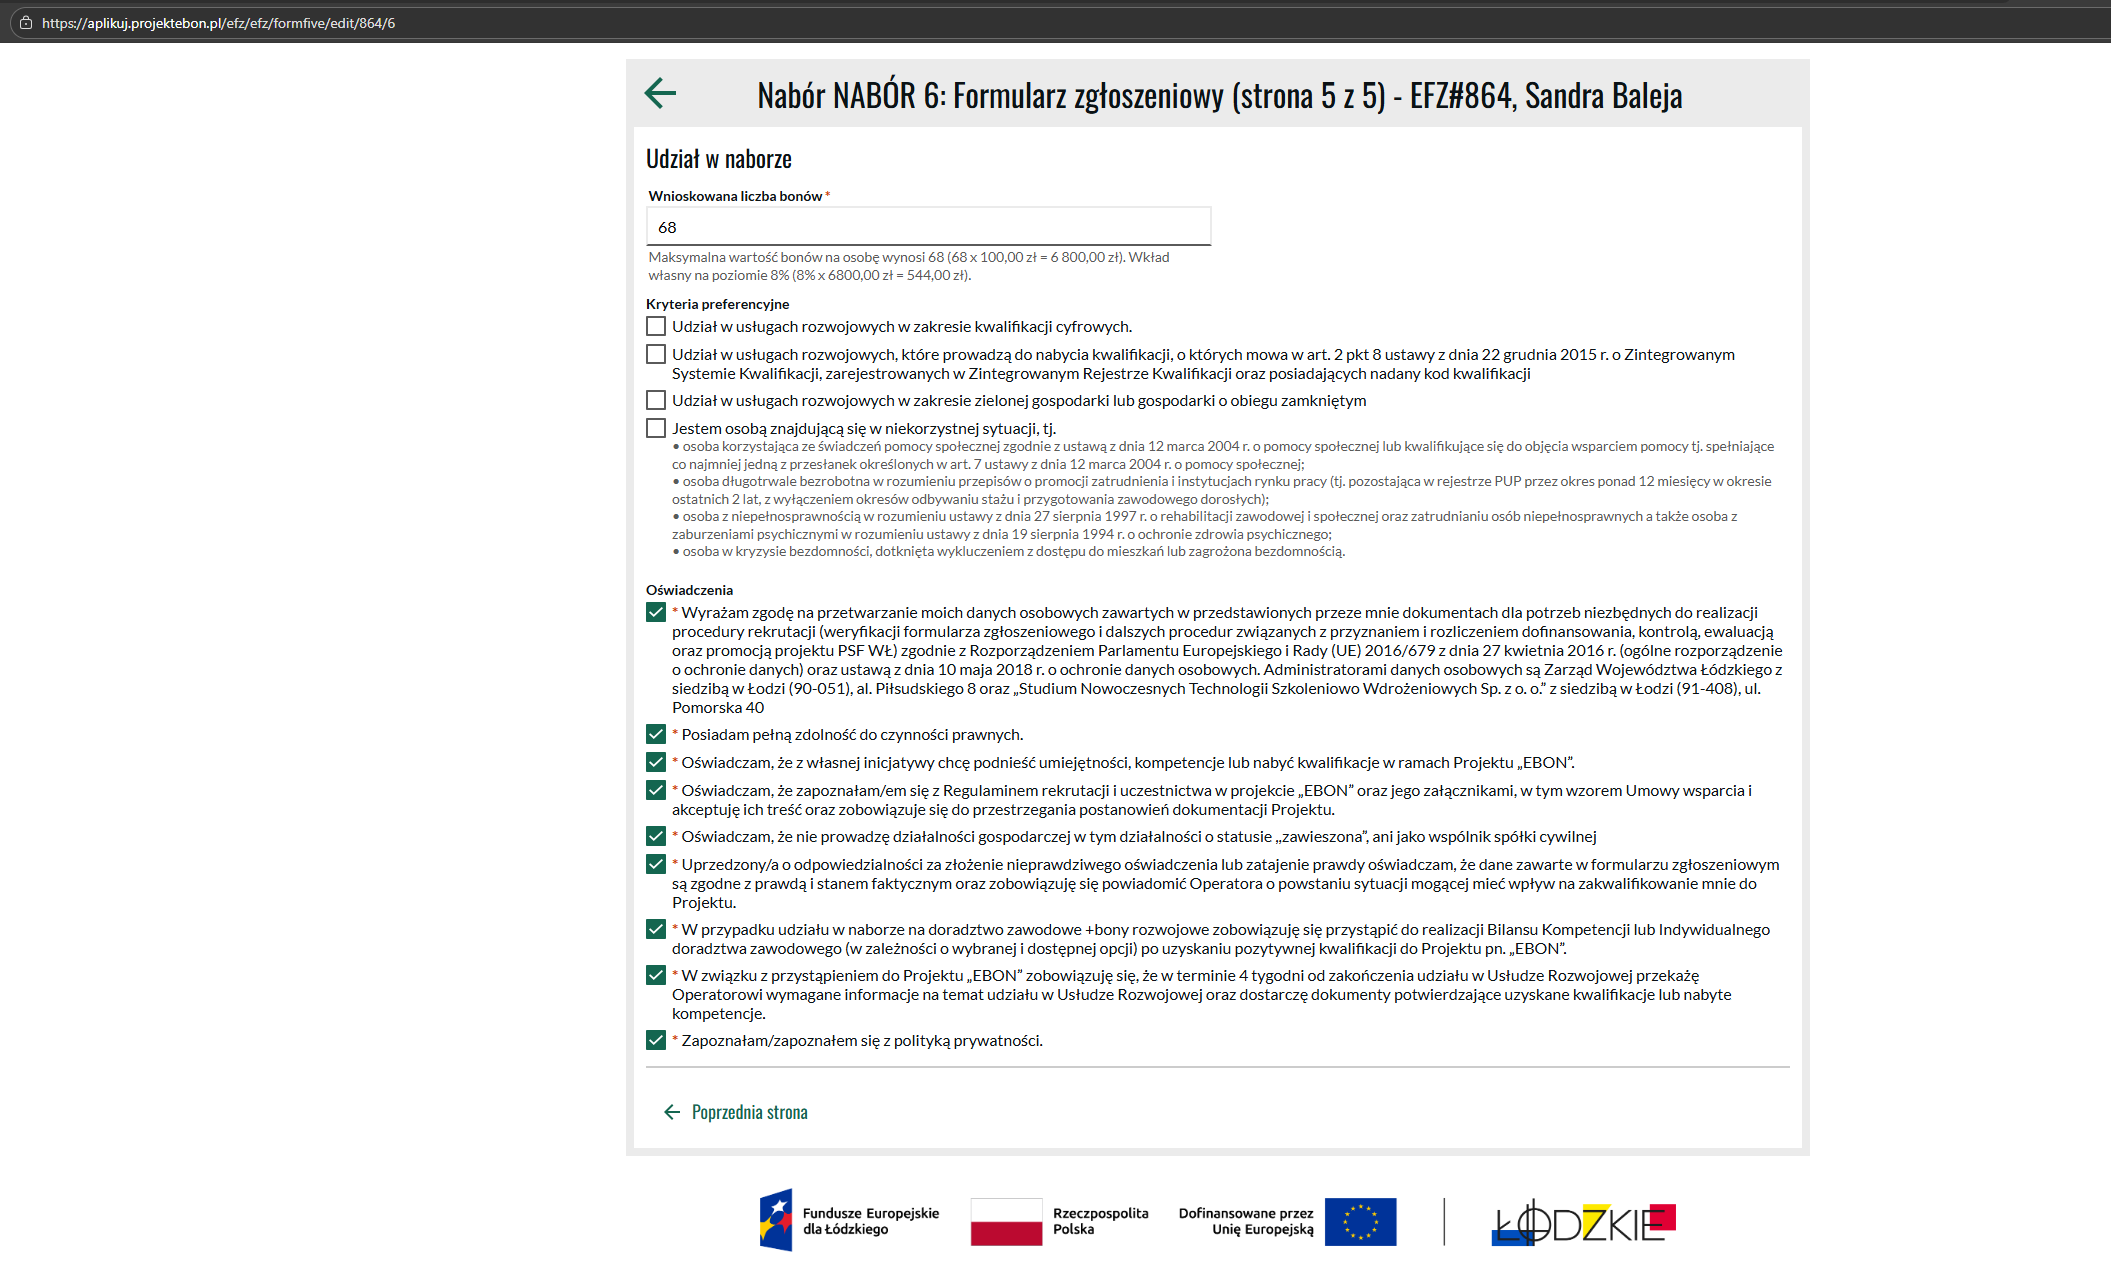 https://aplikuj.projektebon.pl/efz/efz/formfive/edit/864/6
Nabór NABÓR 6: Formularz zgłoszeniowy (strona 5 z 5) - EFZ#864, Sandra Baleja
Udział w naborze
Wnioskowana liczba bonów *
68
Maksymalna wartość bonów na osobę wynosi 68 (68 x 100,00 zł = 6 800,00 zł). Wkład
własny na poziomie 8% (8% x 6800,00 zł = 544,00 zł).
Kryteria preferencyjne
Udział w usługach rozwojowych w zakresie kwalifikacji cyfrowych.
Udział w usługach rozwojowych, które prowadzą do nabycia kwalifikacji, o których mowa w art. 2 pkt 8 ustawy z dnia 22 grudnia 2015 r. o Zintegrowanym
Systemie Kwalifikacji, zarejestrowanych w Zintegrowanym Rejestrze Kwalifikacji oraz posiadających nadany kod kwalifikacji
Udział w usługach rozwojowych w zakresie zielonej gospodarki lub gospodarki o obiegu zamkniętym
Jestem osobą znajdującą się w niekorzystnej sytuacji, tj.
• osoba korzystająca ze świadczeń pomocy społecznej zgodnie z ustawą z dnia 12 marca 2004 r. o pomocy społecznej lub kwalifikujące się do objęcia wsparciem pomocy tj. spełniające
co najmniej jedną z przesłanek określonych w art. 7 ustawy z dnia 12 marca 2004 r. o pomocy społecznej;
• osoba długotrwale bezrobotna w rozumieniu przepisów o promocji zatrudnienia i instytucjach rynku pracy (tj. pozostająca w rejestrze PUP przez okres ponad 12 miesięcy w okresie
ostatnich 2 lat, z wyłączeniem okresów odbywaniu stażu i przygotowania zawodowego dorosłych);
• osoba z niepełnosprawnością w rozumieniu ustawy z dnia 27 sierpnia 1997 r. o rehabilitacji zawodowej i społecznej oraz zatrudnianiu osób niepełnosprawnych a także osoba z
zaburzeniami psychicznymi w rozumieniu ustawy z dnia 19 sierpnia 1994 r. o ochronie zdrowia psychicznego;
• osoba w kryzysie bezdomności, dotknięta wykluczeniem z dostępu do mieszkań lub zagrożona bezdomnością.
Oświadczenia
* Wyrażam zgodę na przetwarzanie moich danych osobowych zawartych w przedstawionych przeze mnie dokumentach dla potrzeb niezbędnych do realizacji
procedury rekrutacji (weryfikacji formularza zgłoszeniowego i dalszych procedur związanych z przyznaniem i rozliczeniem dofinansowania, kontrolą, ewaluacją
oraz promocją projektu PSF WŁ) zgodnie z Rozporządzeniem Parlamentu Europejskiego i Rady (UE) 2016/679 z dnia 27 kwietnia 2016 r. (ogólne rozporządzenie
o ochronie danych) oraz ustawą z dnia 10 maja 2018 r. o ochronie danych osobowych. Administratorami danych osobowych są Zarząd Województwa Łódzkiego z
siedzibą w Łodzi (90-051), al. Piłsudskiego 8 oraz „Studium Nowoczesnych Technologii Szkoleniowo Wdrożeniowych Sp. z o. o.” z siedzibą w Łodzi (91-408), ul.
Pomorska 40
* Posiadam pełną zdolność do czynności prawnych.
* Oświadczam, że z własnej inicjatywy chcę podnieść umiejętności, kompetencje lub nabyć kwalifikacje w ramach Projektu „EBON”.
* Oświadczam, że zapoznałam/em się z Regulaminem rekrutacji i uczestnictwa w projekcie „EBON” oraz jego załącznikami, w tym wzorem Umowy wsparcia i
akceptuję ich treść oraz zobowiązuje się do przestrzegania postanowień dokumentacji Projektu.
* Oświadczam, że nie prowadzę działalności gospodarczej w tym działalności o statusie „zawieszona”, ani jako wspólnik spółki cywilnej
* Uprzedzony/a o odpowiedzialności za złożenie nieprawdziwego oświadczenia lub zatajenie prawdy oświadczam, że dane zawarte w formularzu zgłoszeniowym
są zgodne z prawdą i stanem faktycznym oraz zobowiązuję się powiadomić Operatora o powstaniu sytuacji mogącej mieć wpływ na zakwalifikowanie mnie do
Projektu.
* W przypadku udziału w naborze na doradztwo zawodowe +bony rozwojowe zobowiązuję się przystąpić do realizacji Bilansu Kompetencji lub Indywidualnego
doradztwa zawodowego (w zależności o wybranej i dostępnej opcji) po uzyskaniu pozytywnej kwalifikacji do Projektu pn. „EBON”.
* W związku z przystąpieniem do Projektu „EBON” zobowiązuję się, że w terminie 4 tygodni od zakończenia udziału w Usłudze Rozwojowej przekażę
Operatorowi wymagane informacje na temat udziału w Usłudze Rozwojowej oraz dostarczę dokumenty potwierdzające uzyskane kwalifikacje lub nabyte
kompetencje.
* Zapoznałam/zapoznałem się z polityką prywatności.
Poprzednia strona
Fundusze Europejskie
dla Łódzkiego
Rzeczpospolita
Polska
Dofinansowane przez
Unię Europejską
ŁÓDZKIE